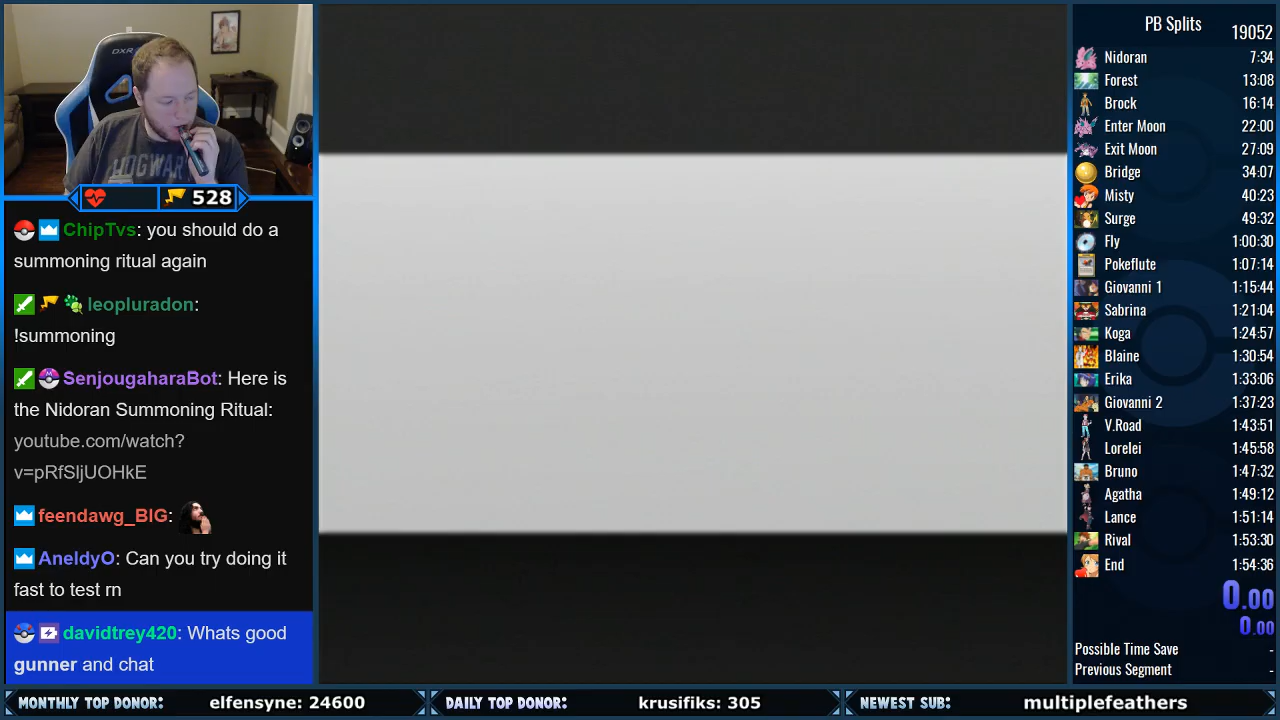 DXR
HOGWAR
528
ChipTvs: you should do a
summoning ritual again
leopluradon:
!summoning
SenjougaharaBot: Here is
the Nidoran Summoning Ritual:
youtube.com/watch?
v=pRfSljUOHkE
feendawg_BIG:
AneldyO: Can you try doing it
fast to test rn
davidtrey420: Whats good
gunner and chat
PB Splits 19052
Nidoran 7:34
Forest 13:08
Brock 16:14
Enter Moon 22:00
Exit Moon 27:09
Bridge 34:07
Misty 40:23
Surge 49:32
Fly 1:00:30
Pokeflute 1:07:14
Giovanni 1 1:15:44
Sabrina 1:21:04
Koga 1:24:57
Blaine 1:30:54
Erika 1:33:06
Giovanni 2 1:37:23
V.Road 1:43:51
Lorelei 1:45:58
Bruno 1:47:32
Agatha 1:49:12
Lance 1:51:14
Rival 1:53:30
End 1:54:36
0.00
0.00
Possible Time Save -
Previous Segment -
MONTHLY TOP DONOR: elfensyne: 24600
DAILY TOP DONOR: krusifiks: 305
NEWEST SUB: multiplefeathers